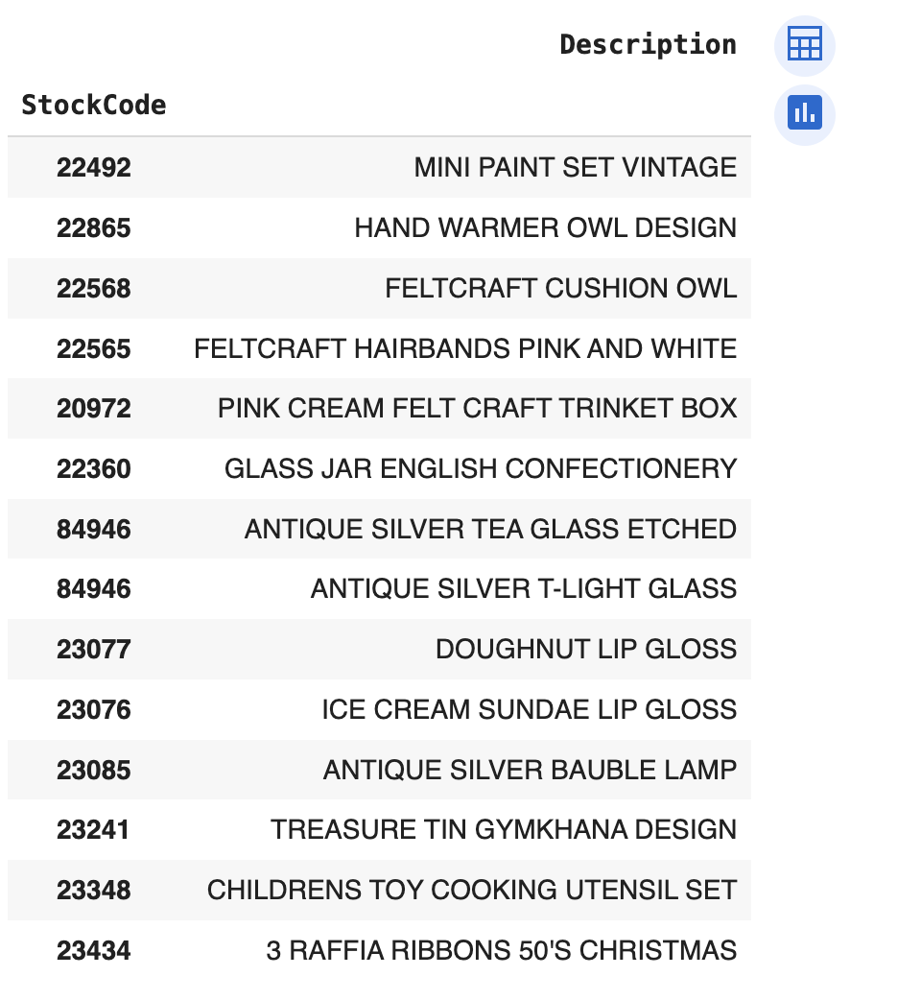 Description
StockCode
22492 MINI PAINT SET VINTAGE
22865 HAND WARMER OWL DESIGN
22568 FELTCRAFT CUSHION OWL
22565 FELTCRAFT HAIRBANDS PINK AND WHITE
20972 PINK CREAM FELT CRAFT TRINKET BOX
22360 GLASS JAR ENGLISH CONFECTIONERY
84946 ANTIQUE SILVER TEA GLASS ETCHED
84946 ANTIQUE SILVER T-LIGHT GLASS
23077 DOUGHNUT LIP GLOSS
23076 ICE CREAM SUNDAE LIP GLOSS
23085 ANTIQUE SILVER BAUBLE LAMP
23241 TREASURE TIN GYMKHANA DESIGN
23348 CHILDRENS TOY COOKING UTENSIL SET
23434 3 RAFFIA RIBBONS 50'S CHRISTMAS